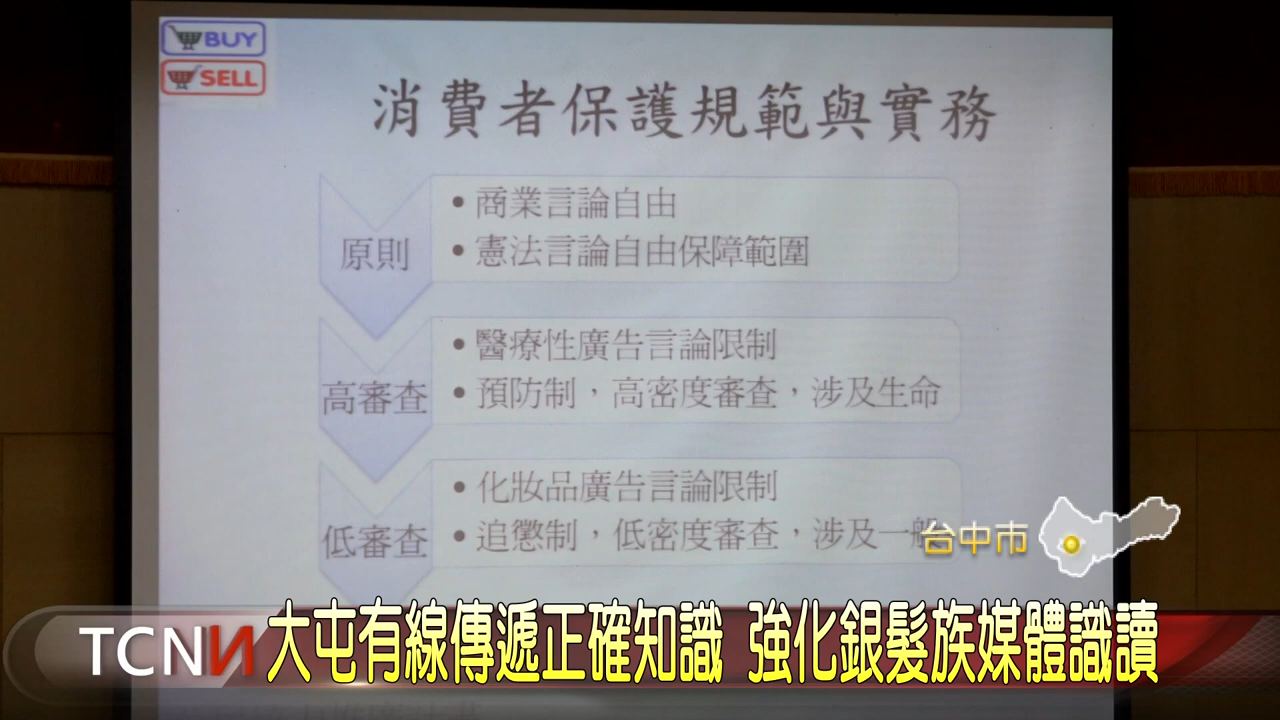 BUY
SELL
消費者保護規範與實務
原則
• 商業言論自由
• 憲法言論自由保障範圍
高審查
• 醫療性廣告言論限制
• 預防制，高密度審查，涉及生命
低審查
• 化妝品廣告言論限制
• 追懲制，低密度審查，涉及一般
台中市
TCNN 大屯有線傳遞正確知識 強化銀髮族媒體識讀